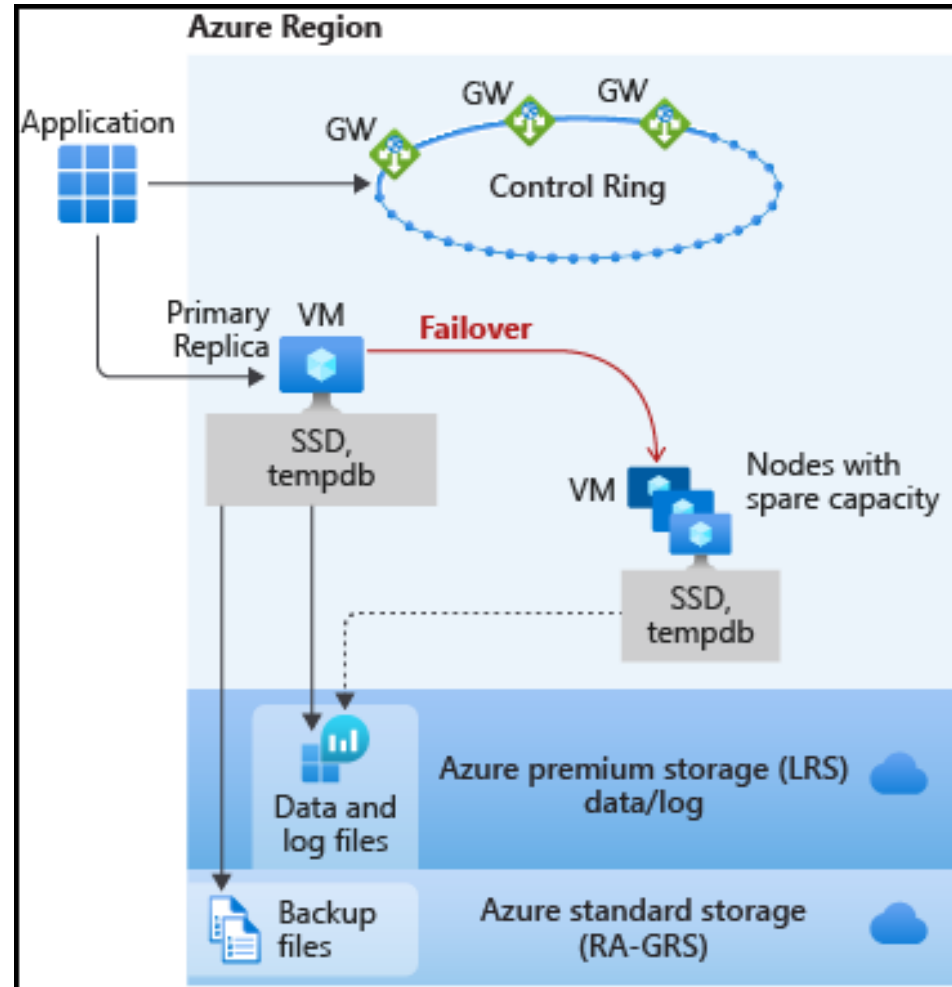 Azure Region
Application
GW
GW
GW
Control Ring
Primary
Replica
VM
Failover
SSD,
tempdb
VM
Nodes with
spare capacity
SSD,
tempdb
Data and
log files
Azure premium storage (LRS)
data/log
Backup
files
Azure standard storage
(RA-GRS)